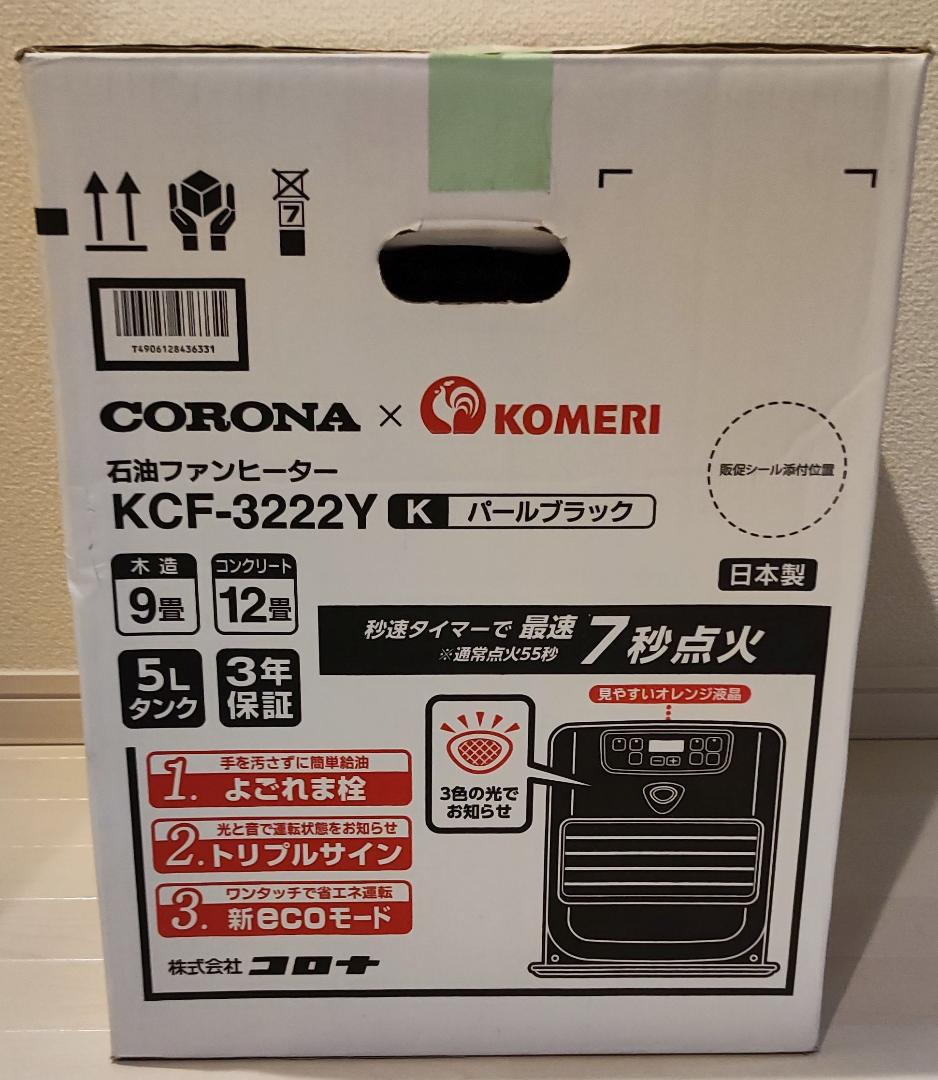 7
T4906128436331
CORONA × KOMERI
石油ファンヒーター
KCF-3222Y K パールブラック
販促シール添付位置
日本製
木造 9畳
コンクリート 12畳
5L タンク
3年 保証
秒速タイマーで 最速 7秒点火
※通常点火55秒
見やすいオレンジ液晶
3色の光で
お知らせ
手を汚さずに簡単給油
1. よごれま栓
光と音で運転状態をお知らせ
2. トリプルサイン
ワンタッチで省エネ運転
3. 新ecoモード
株式会社 コロナ